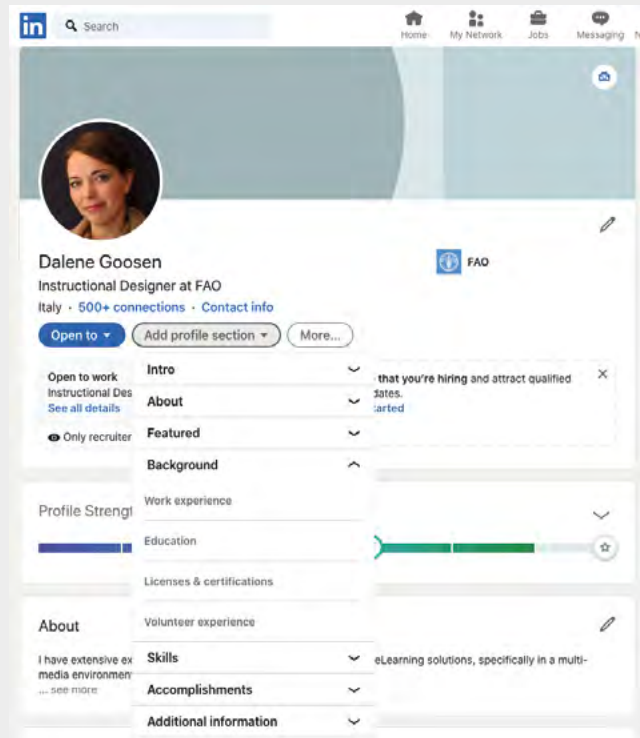 in Search
Home My Network Jobs Messaging N
Dalene Goosen
FAO
Instructional Designer at FAO
Italy · 500+ connections · Contact info
Open to Add profile section More...
Intro
Open to work
that you're hiring and attract qualified
Instructional Des
dates.
See all details
About
arted
Only recruiter
Featured
Background
Work experience
Profile Strengt
Education
Licenses & certifications
Volunteer experience
About
I have extensive ex
eLearning solutions, specifically in a multi-
media environmen
... see more
Skills
Accomplishments
Additional information